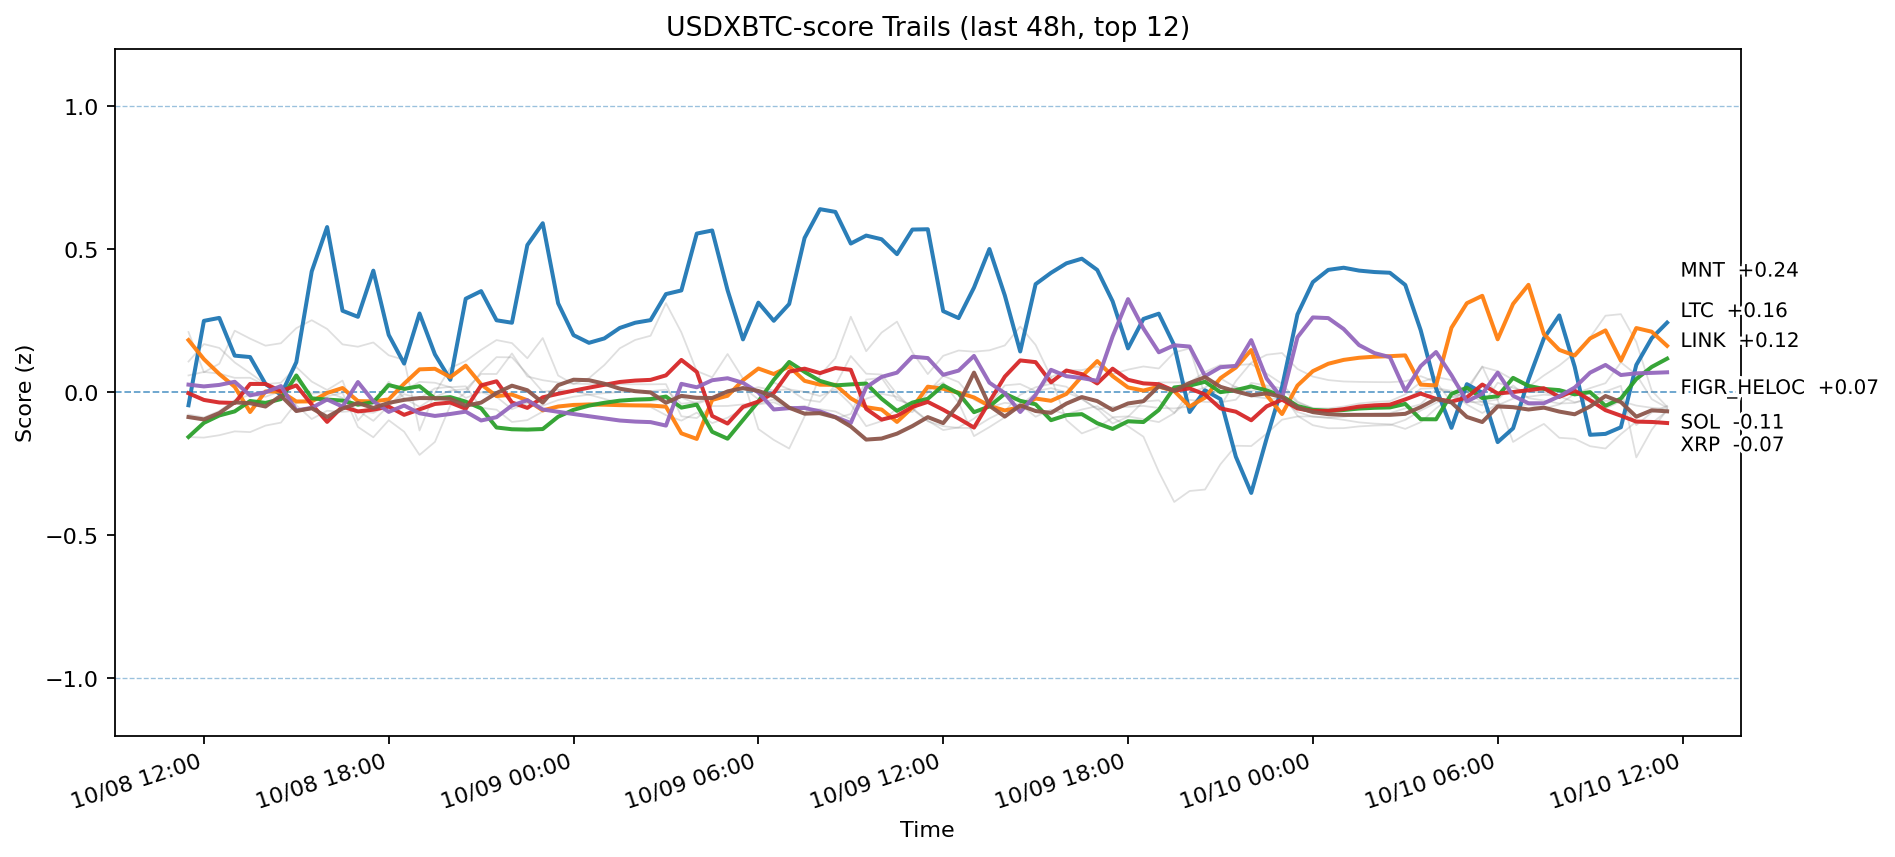 USDXBTC-score Trails (last 48h, top 12)
Score (z)
1.0
0.5
0.0
−0.5
−1.0
MNT +0.24
LTC +0.16
LINK +0.12
FIGR_HELOC +0.07
SOL -0.11
XRP -0.07
10/08 12:00
10/08 18:00
10/09 00:00
10/09 06:00
10/09 12:00
10/09 18:00
10/10 00:00
10/10 06:00
10/10 12:00
Time